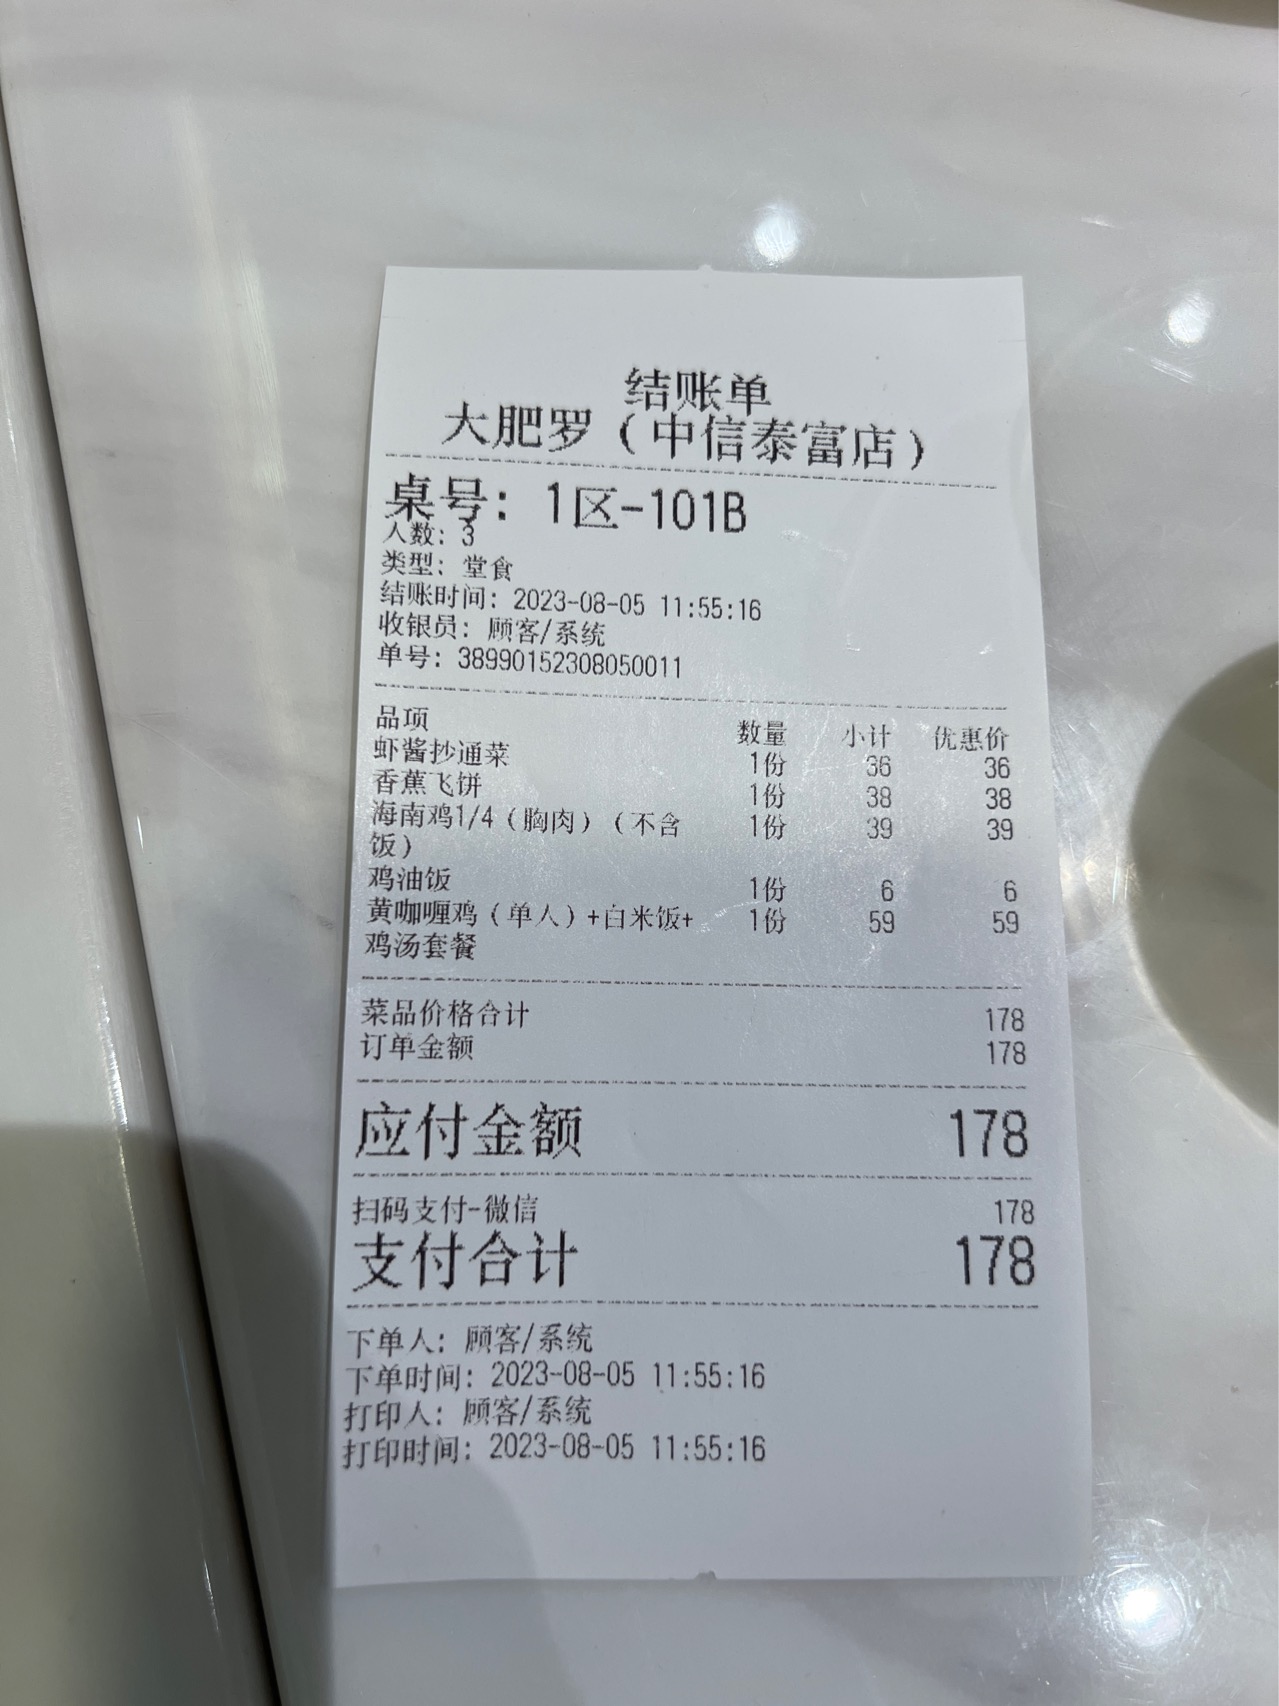 结账单
大肥罗（中信泰富店）
桌号：1区-101B
人数：3
类型：堂食
结账时间：2023-08-05 11:55:16
收银员：顾客/系统
单号：38990152308050011
品项 数量 小计 优惠价
虾酱抄通菜 1份 36 36
香蕉飞饼 1份 38 38
海南鸡1/4（胸肉）（不含 1份 39 39
饭）
鸡油饭 1份 6 6
黄咖喱鸡（单人）+白米饭+ 1份 59 59
鸡汤套餐
菜品价格合计 178
订单金额 178
应付金额 178
扫码支付-微信 178
支付合计 178
下单人：顾客/系统
下单时间：2023-08-05 11:55:16
打印人：顾客/系统
打印时间：2023-08-05 11:55:16